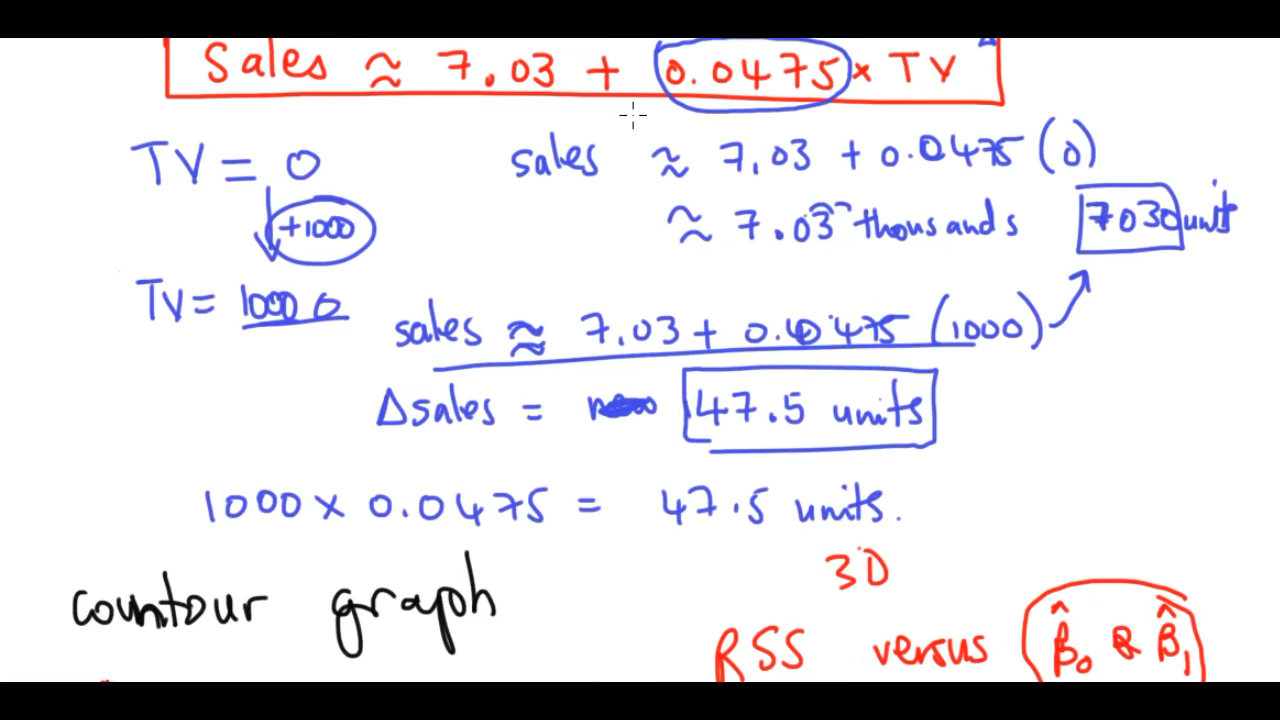 Sales ≈ 7.03 + 0.0475 × TV
TV = 0 sales ≈ 7.03 + 0.0475 (0)
+1000 ≈ 7.03 thousands 7030 units
TV = 1000 0 sales ≈ 7.03 + 0.0475 (1000)
Δsales = 47.5 units
1000 × 0.0475 = 47.5 units.
3D
countour graph
RSS versus β̂0 & β̂1